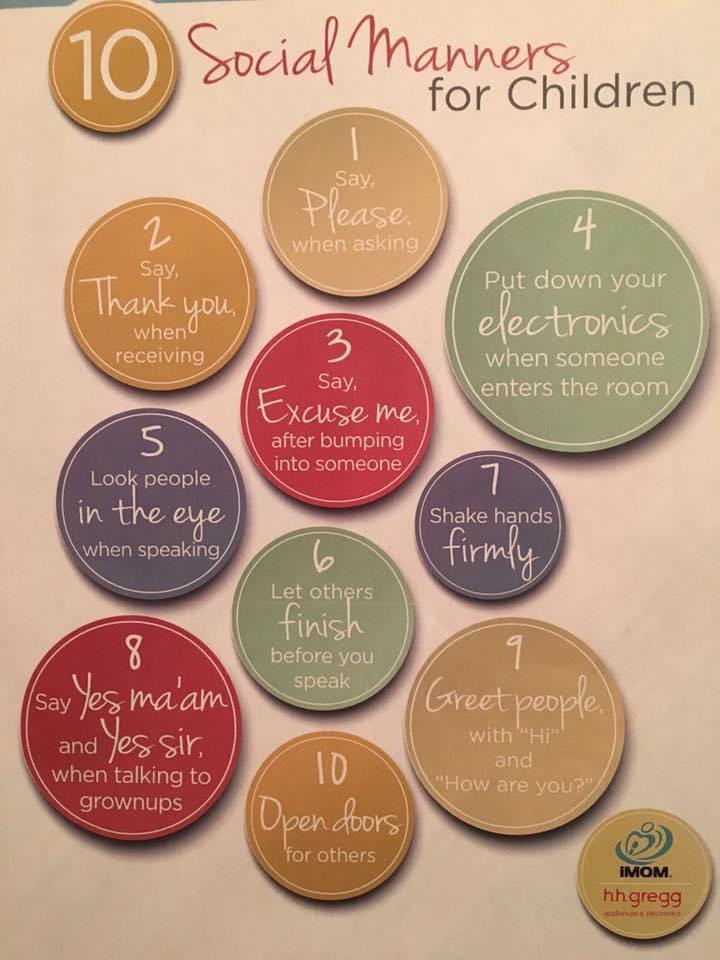 10 Social Manners
for Children
1
Say,
Please,
when asking
2
Say,
Thank you,
when
receiving
3
Say,
Excuse me,
after bumping
into someone
4
Put down your
electronics
when someone
enters the room
5
Look people
in the eye
when speaking
6
Let others
finish
before you
speak
7
Shake hands
firmly
8
Say Yes ma'am
and Yes sir,
when talking to
grownups
9
Greet people,
with "Hi"
and
"How are you?"
10
Open doors
for others
iMOM.
h.h.gregg
appliances & electronics